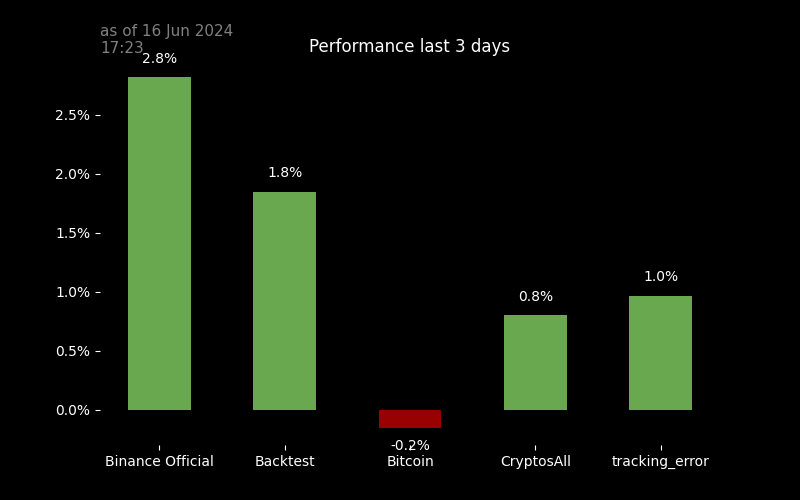 as of 16 Jun 2024
17:23
Performance last 3 days
2.8%
2.5%
1.8%
2.0%
1.5%
1.0%
1.0%
0.8%
0.5%
0.0%
-0.2%
Binance Official
Backtest
Bitcoin
CryptosAll
tracking_error